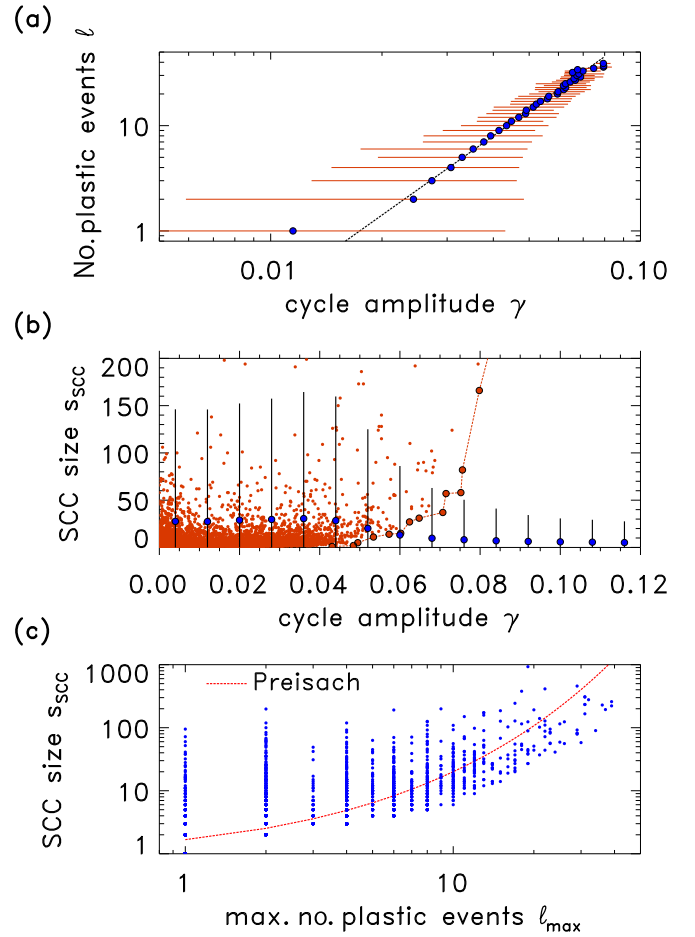 (a)
No. plastic events ℓ
10
1
0.01 0.10
cycle amplitude γ
(b)
SCC size s_SCC
200
150
100
50
0
0.00 0.02 0.04 0.06 0.08 0.10 0.12
cycle amplitude γ
(c)
SCC size s_SCC
1000
100
10
1
Preisach
1 10
max. no. plastic events ℓ_max